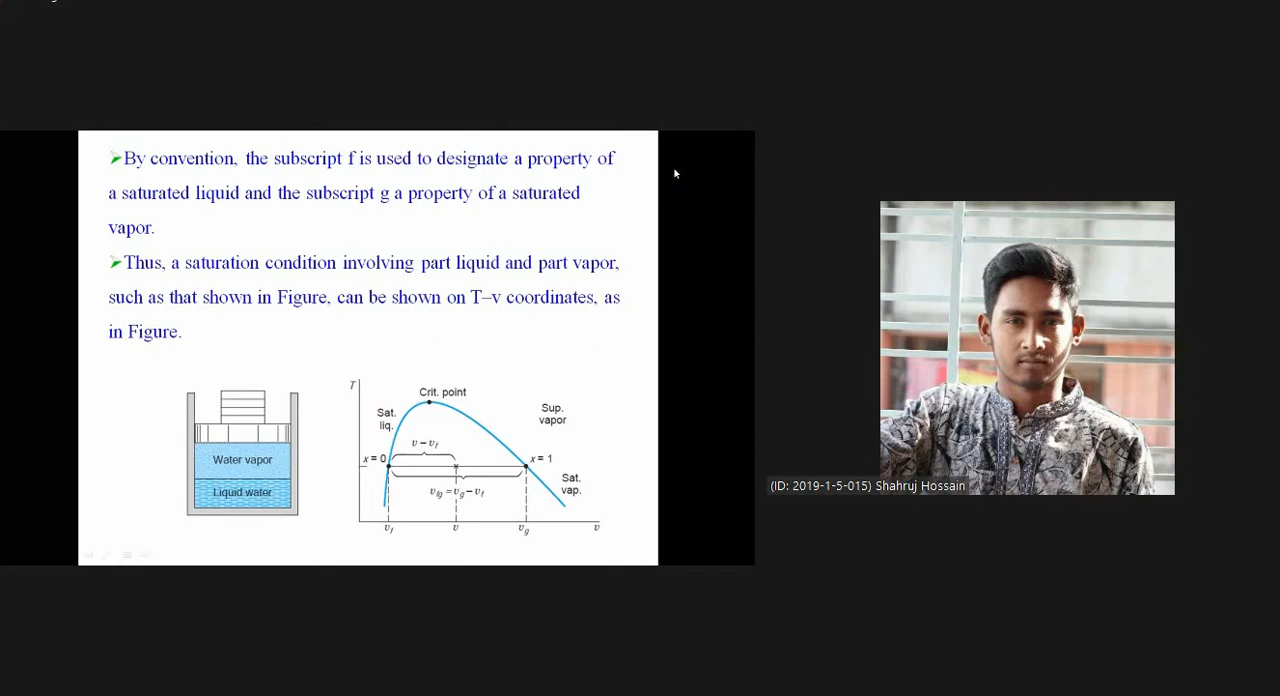 ➢By convention, the subscript f is used to designate a property of
a saturated liquid and the subscript g a property of a saturated
vapor.
➢Thus, a saturation condition involving part liquid and part vapor,
such as that shown in Figure, can be shown on T–v coordinates, as
in Figure.
Water vapor
Liquid water
T
Crit. point
Sat.
liq.
Sup.
vapor
v – vf
x = 0
x = 1
vfg = vg – vf
Sat.
vap.
vf
v
vg
v
(ID: 2019-1-5-015) Shahruj Hossain